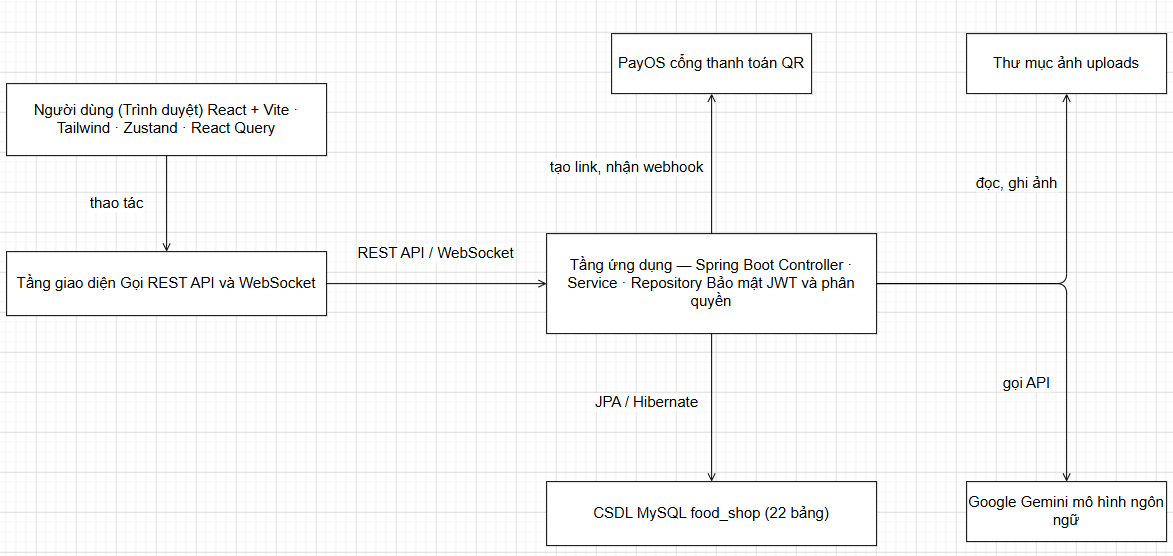 PayOS cổng thanh toán QR
Thư mục ảnh uploads
Người dùng (Trình duyệt) React + Vite ·
Tailwind · Zustand · React Query
tạo link, nhận webhook
đọc, ghi ảnh
thao tác
REST API / WebSocket
Tầng giao diện Gọi REST API và WebSocket
Tầng ứng dụng — Spring Boot Controller ·
Service · Repository Bảo mật JWT và phân
quyền
gọi API
JPA / Hibernate
CSDL MySQL food_shop (22 bảng)
Google Gemini mô hình ngôn
ngữ